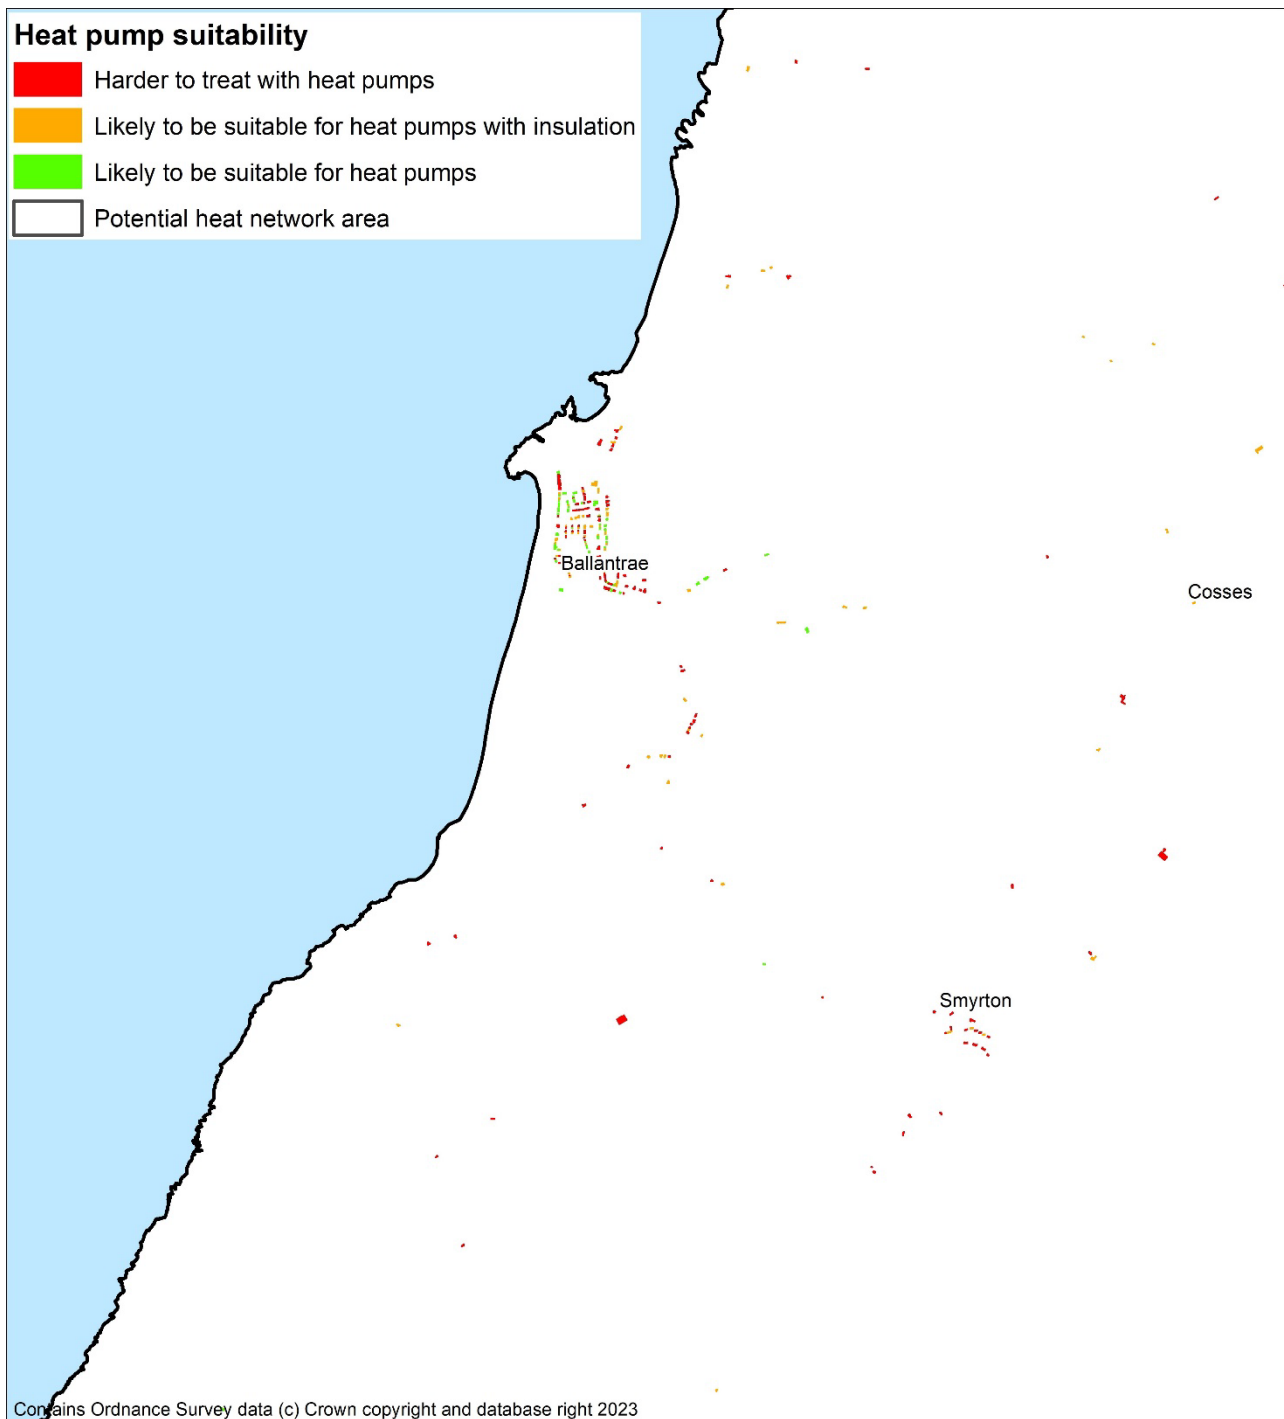 Heat pump suitability
Harder to treat with heat pumps
Likely to be suitable for heat pumps with insulation
Likely to be suitable for heat pumps
Potential heat network area
Ballantrae
Cosses
Smyrton
Contains Ordnance Survey data (c) Crown copyright and database right 2023